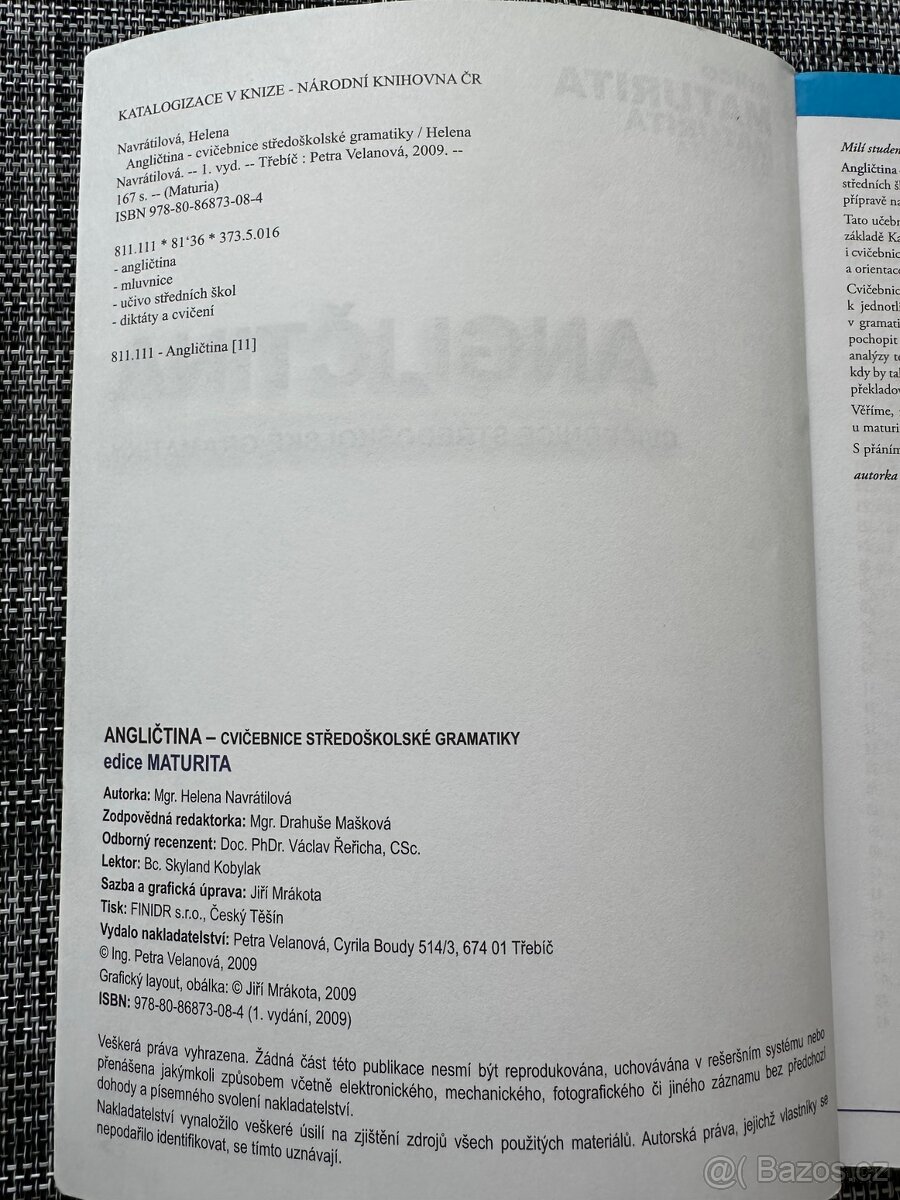 KATALOGIZACE V KNIZE - NÁRODNÍ KNIHOVNA ČR
Navrátilová, Helena
Angličtina - cvičebnice středoškolské gramatiky / Helena
Navrátilová. -- 1. vyd. -- Třebíč : Petra Velanová, 2009. --
167 s. -- (Maturia)
ISBN 978-80-86873-08-4
811.111 * 81‘36 * 373.5.016
- angličtina
- mluvnice
- učivo středních škol
- diktáty a cvičení
811.111 - Angličtina [11]
ANGLIČTINA – CVIČEBNICE STŘEDOŠKOLSKÉ GRAMATIKY
edice MATURITA
Autorka: Mgr. Helena Navrátilová
Zodpovědná redaktorka: Mgr. Drahuše Mašková
Odborný recenzent: Doc. PhDr. Václav Řeřicha, CSc.
Lektor: Bc. Skyland Kobylak
Sazba a grafická úprava: Jiří Mrákota
Tisk: FINIDR s.r.o., Český Těšín
Vydalo nakladatelství: Petra Velanová, Cyrila Boudy 514/3, 674 01 Třebíč
© Ing. Petra Velanová, 2009
Grafický layout, obálka: © Jiří Mrákota, 2009
ISBN: 978-80-86873-08-4 (1. vydání, 2009)
Veškerá práva vyhrazena. Žádná část této publikace nesmí být reprodukována, uchovávána v rešeršním systému nebo
přenášena jakýmkoli způsobem včetně elektronického, mechanického, fotografického či jiného záznamu bez předchozí
dohody a písemného svolení nakladatelství.
Nakladatelství vynaložilo veškeré úsilí na zjištění zdrojů všech použitých materiálů. Autorská práva, jejichž vlastníky se
nepodařilo identifikovat, se tímto uznávají.
Milí studen
Angličtina
středních š
přípravě na
Tato učebn
základě Ka
i cvičebnic
a orientace
Cvičebnic
k jednotli
v gramati
pochopit
analýzy te
kdy by tak
překladov
Věříme,
u maturi
S přáním
autorka
@( Bazos.cz